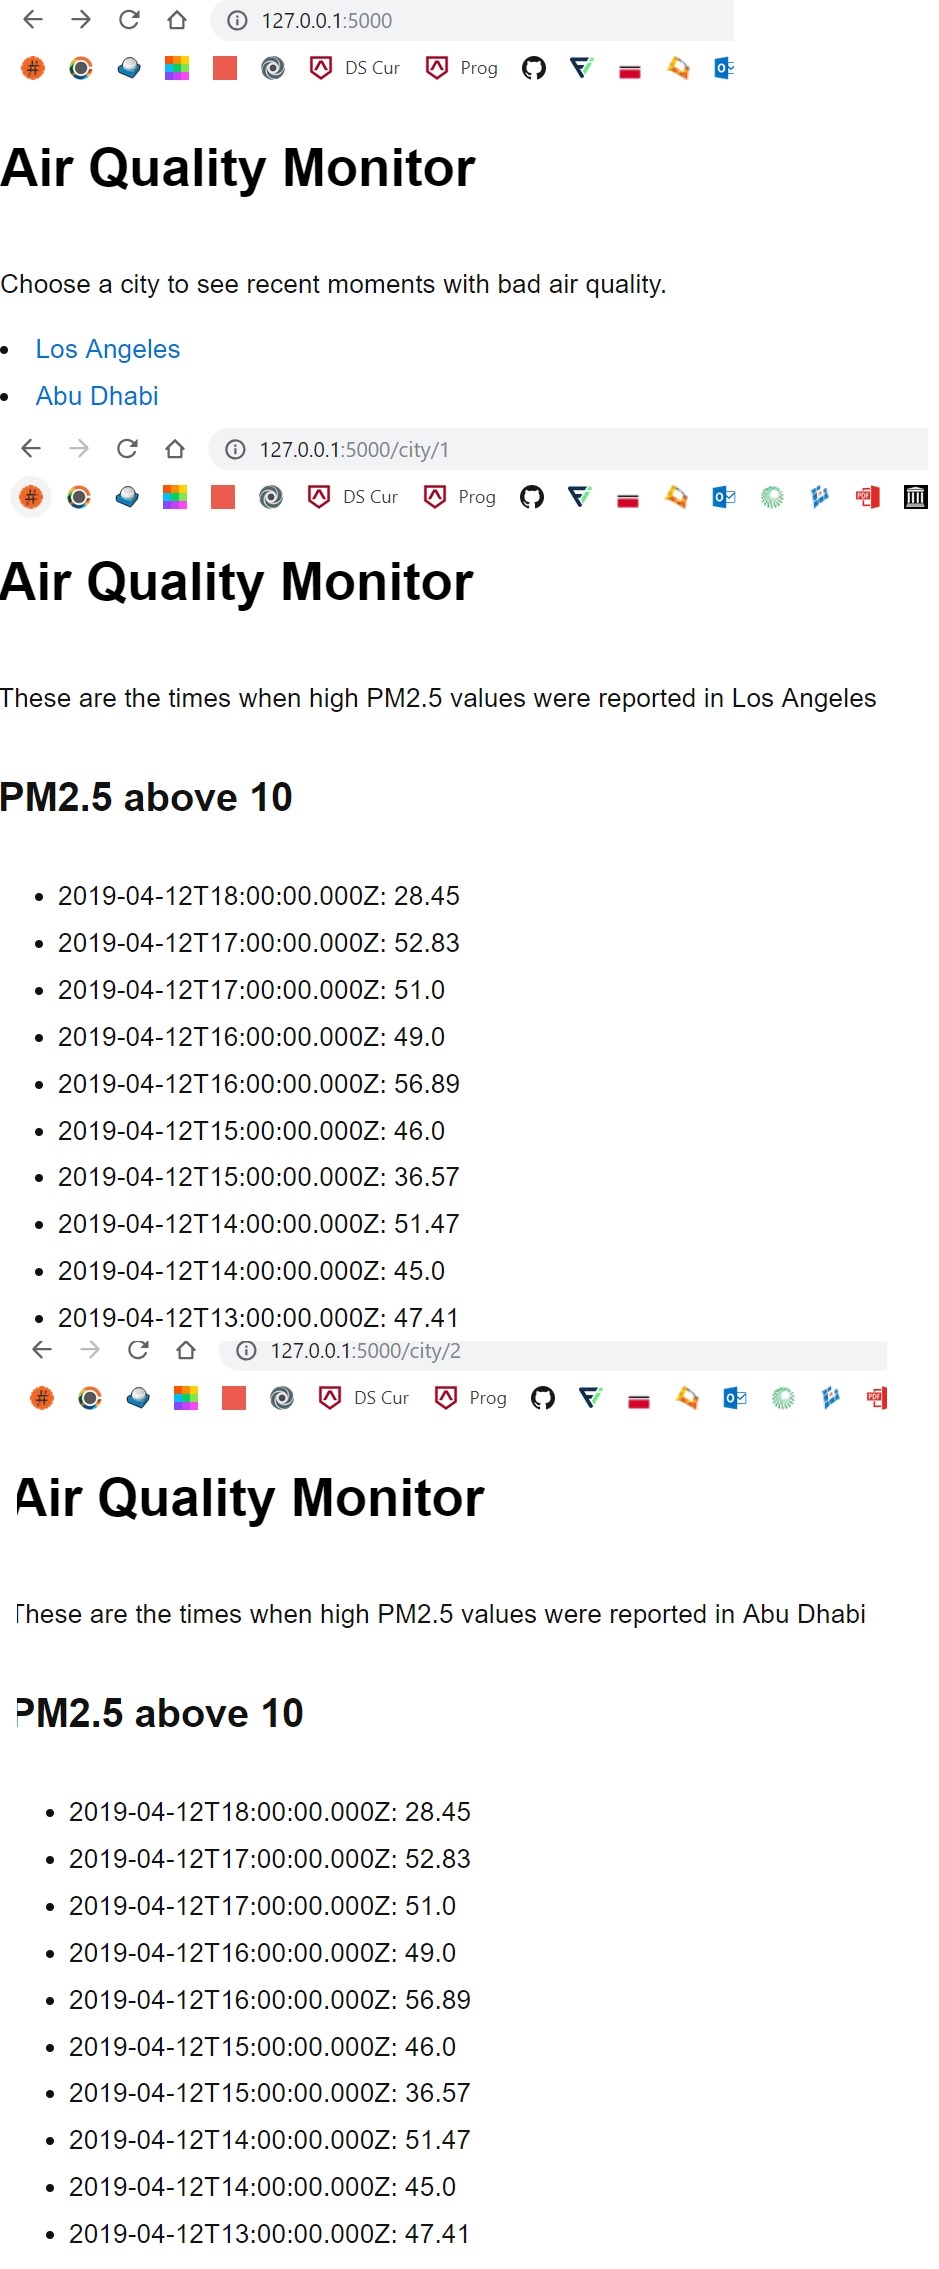 127.0.0.1:5000
DS Cur Prog
Air Quality Monitor
Choose a city to see recent moments with bad air quality.
• Los Angeles
• Abu Dhabi
127.0.0.1:5000/city/1
DS Cur Prog
Air Quality Monitor
These are the times when high PM2.5 values were reported in Los Angeles
PM2.5 above 10
• 2019-04-12T18:00:00.000Z: 28.45
• 2019-04-12T17:00:00.000Z: 52.83
• 2019-04-12T17:00:00.000Z: 51.0
• 2019-04-12T16:00:00.000Z: 49.0
• 2019-04-12T16:00:00.000Z: 56.89
• 2019-04-12T15:00:00.000Z: 46.0
• 2019-04-12T15:00:00.000Z: 36.57
• 2019-04-12T14:00:00.000Z: 51.47
• 2019-04-12T14:00:00.000Z: 45.0
• 2019-04-12T13:00:00.000Z: 47.41
127.0.0.1:5000/city/2
DS Cur Prog
Air Quality Monitor
These are the times when high PM2.5 values were reported in Abu Dhabi
PM2.5 above 10
• 2019-04-12T18:00:00.000Z: 28.45
• 2019-04-12T17:00:00.000Z: 52.83
• 2019-04-12T17:00:00.000Z: 51.0
• 2019-04-12T16:00:00.000Z: 49.0
• 2019-04-12T16:00:00.000Z: 56.89
• 2019-04-12T15:00:00.000Z: 46.0
• 2019-04-12T15:00:00.000Z: 36.57
• 2019-04-12T14:00:00.000Z: 51.47
• 2019-04-12T14:00:00.000Z: 45.0
• 2019-04-12T13:00:00.000Z: 47.41